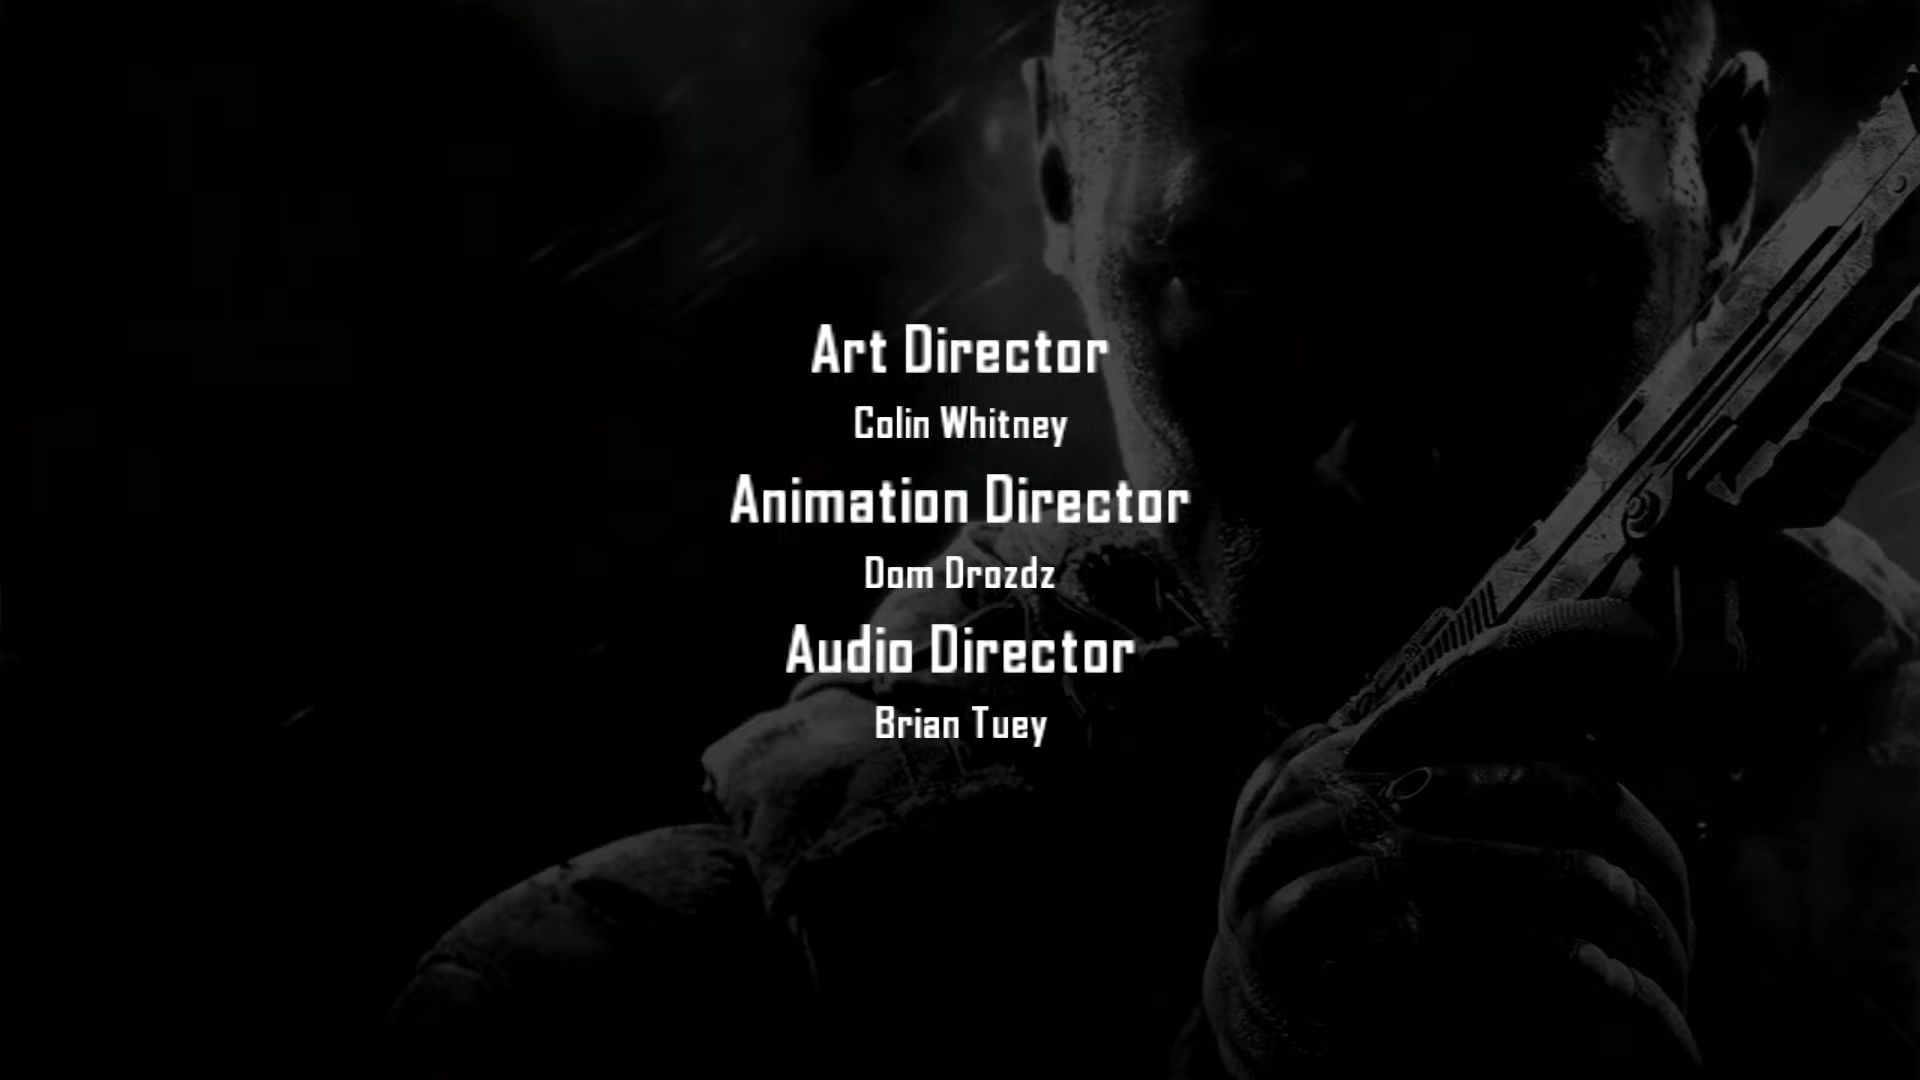 Art Director
Colin Whitney
Animation Director
Dom Drozdz
Audio Director
Brian Tuey